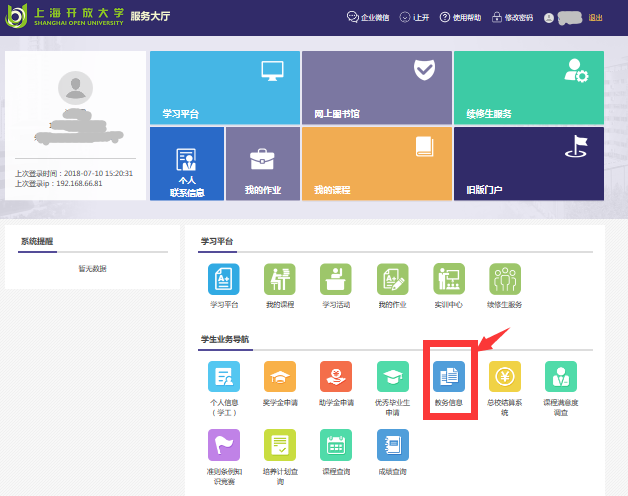 上海开放大学 服务大厅
SHANGHAI OPEN UNIVERSITY
企业微信 让开 使用帮助 修改密码 退出
学习平台
网上图书馆
续修生服务
个人
联系信息
我的作业
我的课程
旧版门户
上次登录时间：2018-07-10 15:20:31
上次登录ip：192.168.66.81
系统提醒
暂无数据
学习平台
学习平台 我的课程 学习活动 我的作业 实训中心 续修生服务
学生业务导航
个人信息
（学工）
奖学金申请
助学金申请
优秀毕业生
申请
教务信息
总校结算系
统
课程满意度
调查
准则条例知
识竞赛
培养计划查
询
课程查询
成绩查询